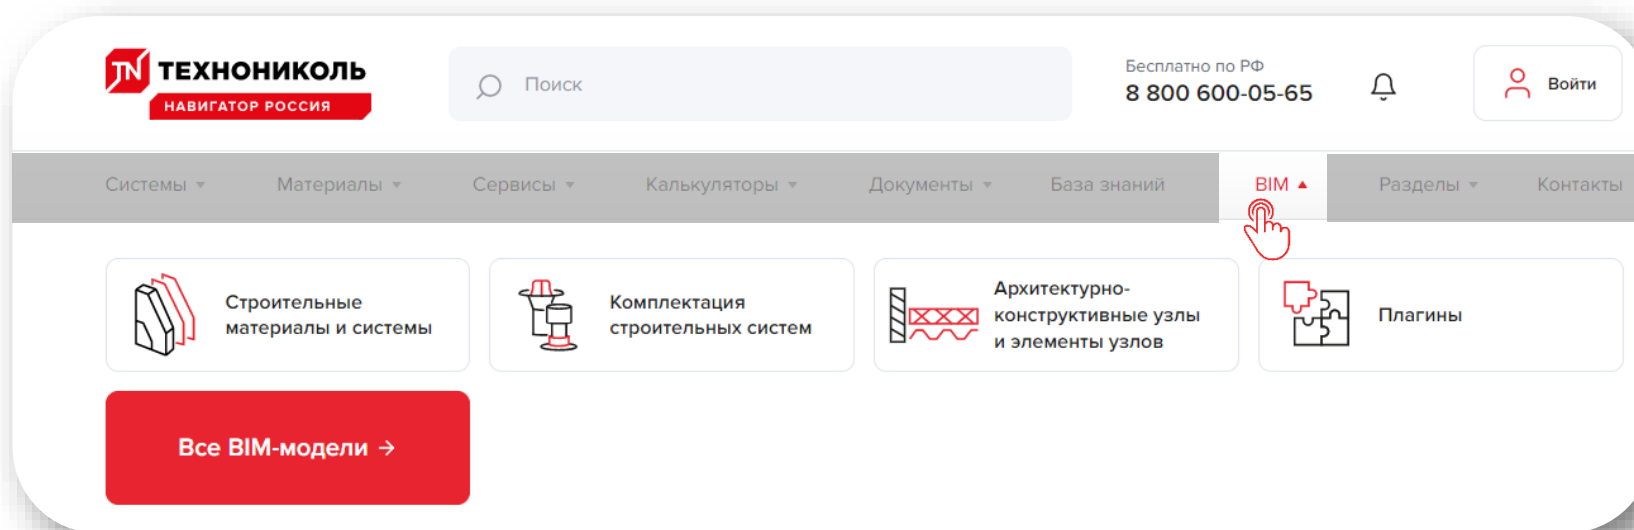 TN ТЕХНОНИКОЛЬ
НАВИГАТОР РОССИЯ
Поиск
Бесплатно по РФ
8 800 600-05-65
Войти
Системы
Материалы
Сервисы
Калькуляторы
Документы
База знаний
BIM
Разделы
Контакты
Строительные
материалы и системы
Комплектация
строительных систем
Архитектурно-
конструктивные узлы
и элементы узлов
Плагины
Все BIM-модели →